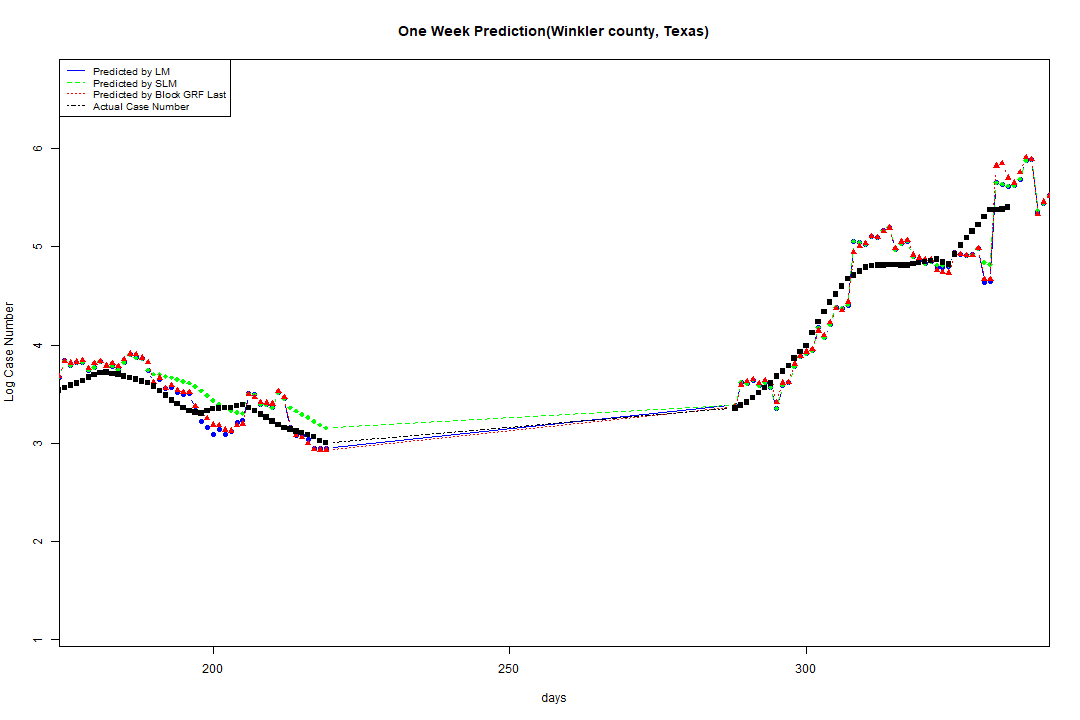 One Week Prediction(Winkler county, Texas)
Predicted by LM
Predicted by SLM
Predicted by Block GRF Last
Actual Case Number
6
5
4
3
2
1
Log Case Number
200 250 300
days